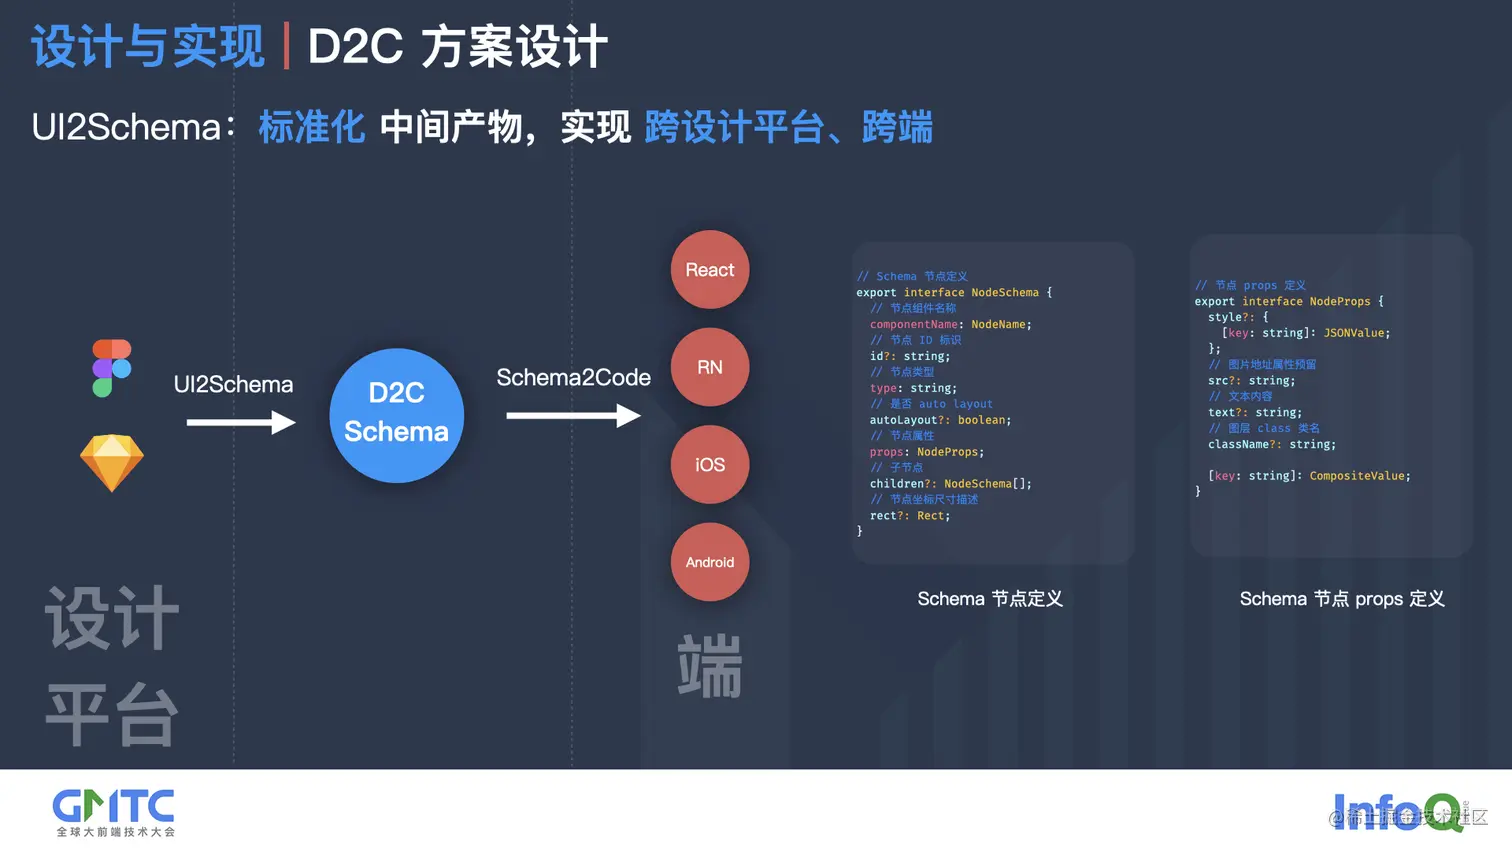 设计与实现 | D2C 方案设计
UI2Schema：标准化 中间产物，实现 跨设计平台、跨端
UI2Schema
D2C
Schema
Schema2Code
React
RN
iOS
Android
设计
平台
端
// Schema 节点定义
export interface NodeSchema {
// 节点组件名称
componentName: NodeName;
// 节点 ID 标识
id?: string;
// 节点类型
type: string;
// 是否 auto layout
autoLayout?: boolean;
// 节点属性
props: NodeProps;
// 子节点
children?: NodeSchema[];
// 节点坐标尺寸描述
rect?: Rect;
}
Schema 节点定义
// 节点 props 定义
export interface NodeProps {
style?: {
[key: string]: JSONValue;
};
// 图片地址属性预留
src?: string;
// 文本内容
text?: string;
// 图层 class 类名
className?: string;
[key: string]: CompositeValue;
}
Schema 节点 props 定义
GMTC
全球大前端技术大会
InfoQ
@稀土掘金技术社区